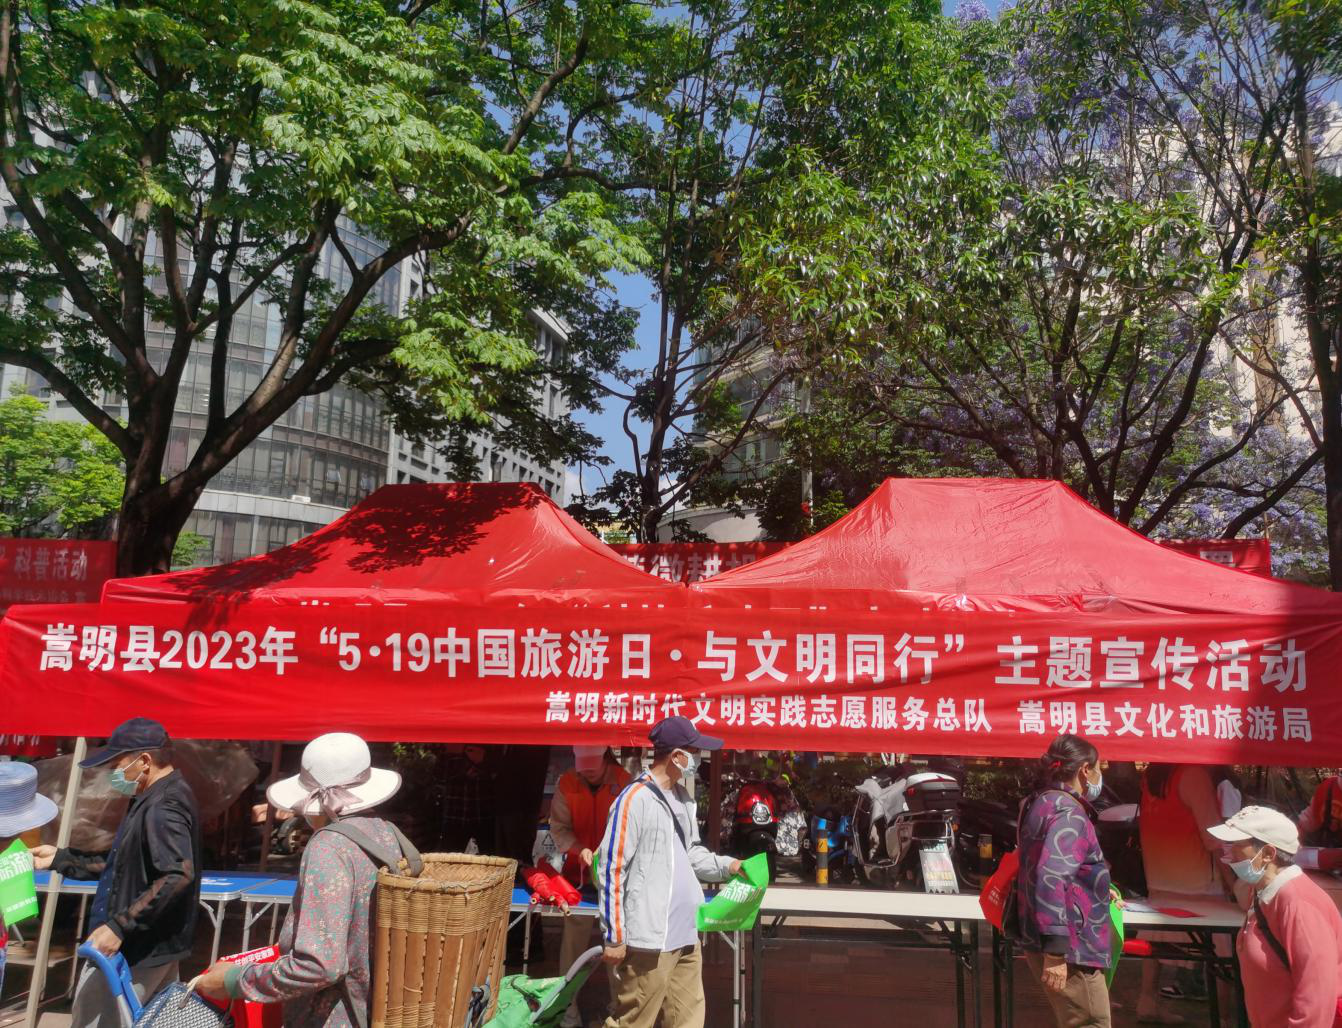 科普活动
嵩明县2023年“5·19中国旅游日·与文明同行”主题宣传活动
嵩明新时代文明实践志愿服务总队 嵩明县文化和旅游局